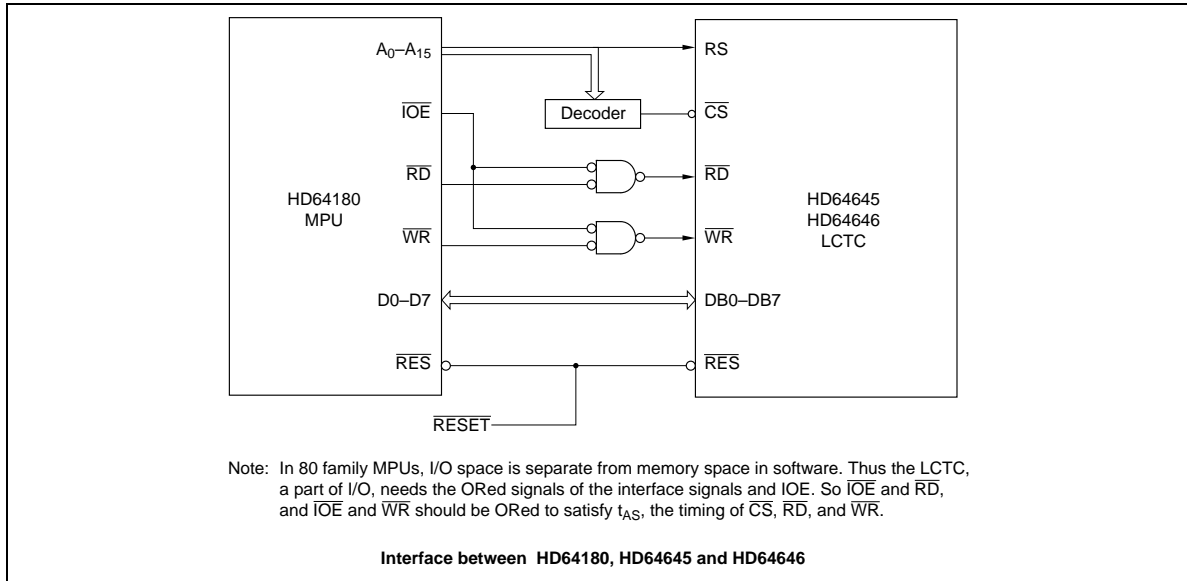 A0–A15
RS
IOE
Decoder
CS
RD
RD
HD64180
MPU
HD64645
HD64646
LCTC
WR
WR
D0–D7
DB0–DB7
RES
RES
RESET
Note: In 80 family MPUs, I/O space is separate from memory space in software. Thus the LCTC,
a part of I/O, needs the ORed signals of the interface signals and IOE. So IOE and RD,
and IOE and WR should be ORed to satisfy tAS, the timing of CS, RD, and WR.
Interface between HD64180, HD64645 and HD64646